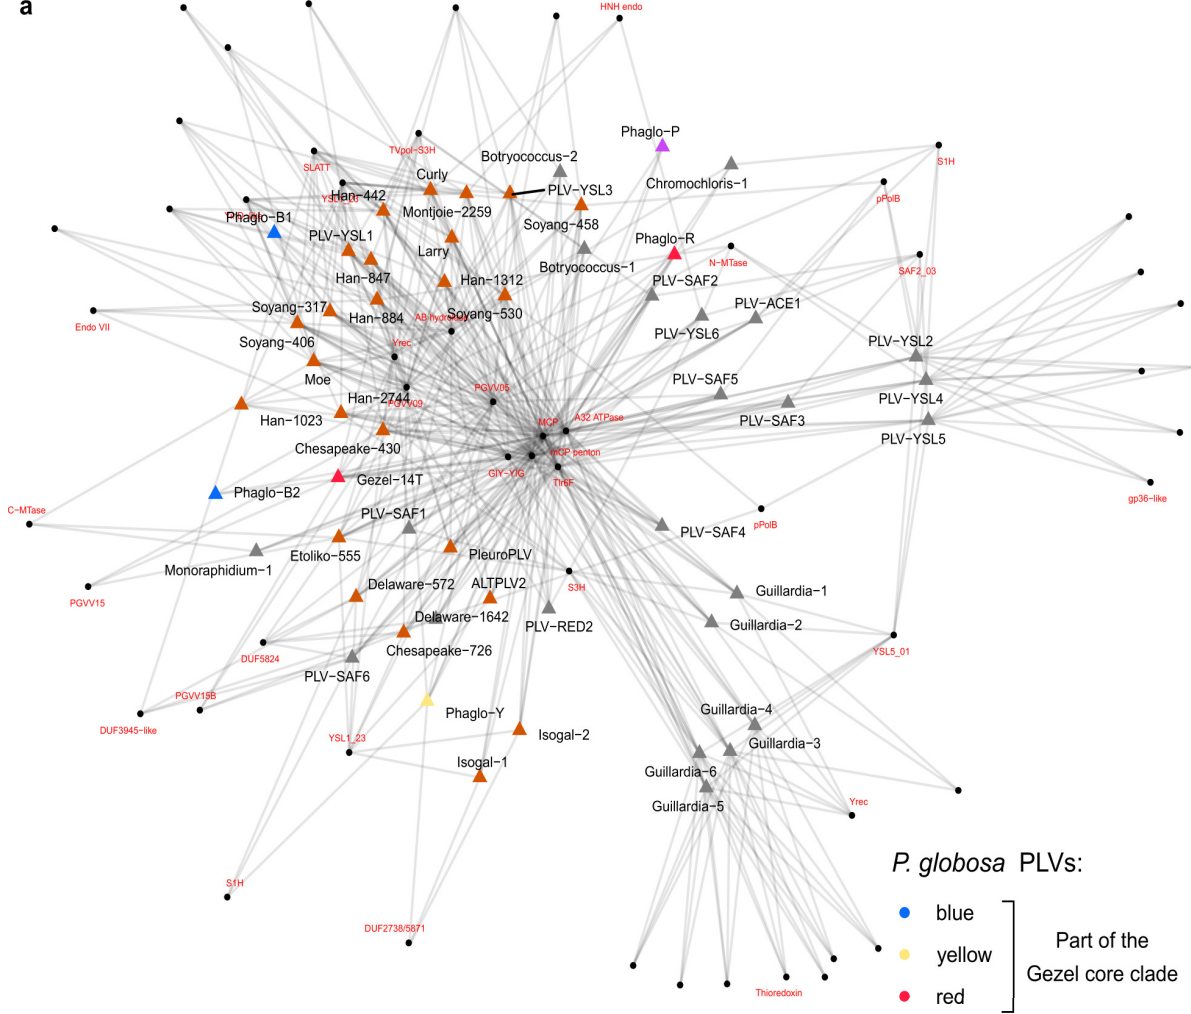 a
HNH endo
Phaglo-P
TVpol-S3H
Botryococcus-2
S1H
SLATT
Curly
Chromochloris-1
PLV-YSL3
Han-442
pPolB
Montjoie-2259
Phaglo-B1
Soyang-458
PLV-YSL1
Phaglo-R
Larry
N-MTase
Botryococcus-1
SAF2_03
Han-847
Han-1312
PLV-SAF2
Soyang-317
PLV-ACE1
Soyang-530
Han-884
AB-hydrolase
Endo VII
PLV-YSL6
Soyang-406
Yrec
PLV-YSL2
Moe
PLV-SAF5
PGVV05
Han-2744
PGVV09
PLV-YSL4
Han-1023
A32 ATPase
PLV-SAF3
MCP
PLV-YSL5
Chesapeake-430
mCP penton
GIY-YIG
Gezel-14T
Tlr6F
Phaglo-B2
gp36-like
C-MTase
PLV-SAF1
pPolB
PLV-SAF4
Etoliko-555
PleuroPLV
Monoraphidium-1
Delaware-572
ALTPLV2
S3H
Guillardia-1
PGVV15
Delaware-1642
PLV-RED2
Guillardia-2
Chesapeake-726
YSL5_01
DUF5824
PLV-SAF6
PGVV15B
Guillardia-4
Phaglo-Y
DUF3945-like
YSL1_23
Isogal-2
Guillardia-3
Isogal-1
Guillardia-6
Guillardia-5
Yrec
P. globosa PLVs:
S1H
blue
DUF2738/5871
Part of the
yellow
Gezel core clade
Thioredoxin
red